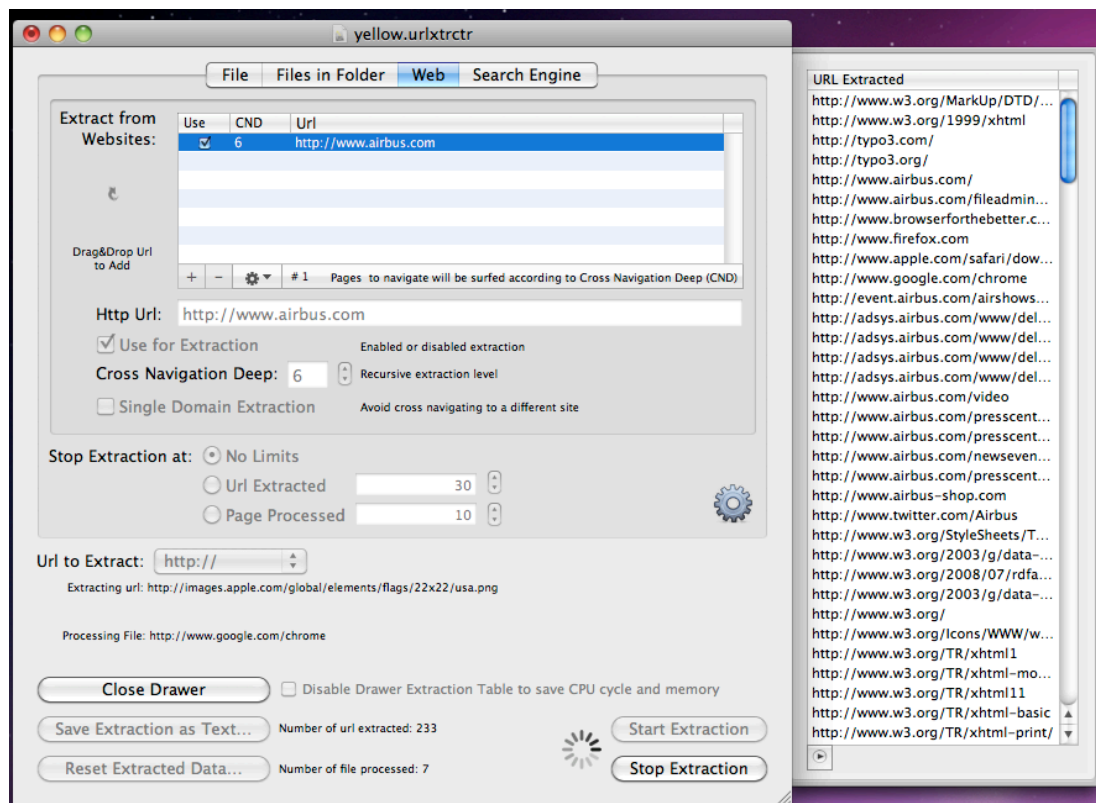 yellow.urlxtrctr
File Files in Folder Web Search Engine
Extract from
Websites:
Use CND Url
6 http://www.airbus.com
Drag&Drop Url
to Add
+ - # 1 Pages to navigate will be surfed according to Cross Navigation Deep (CND)
Http Url: http://www.airbus.com
Use for Extraction Enabled or disabled extraction
Cross Navigation Deep: 6 Recursive extraction level
Single Domain Extraction Avoid cross navigating to a different site
Stop Extraction at: No Limits
Url Extracted 30
Page Processed 10
Url to Extract: http://
Extracting url: http://images.apple.com/global/elements/flags/22x22/usa.png
Processing File: http://www.google.com/chrome
Close Drawer Disable Drawer Extraction Table to save CPU cycle and memory
Save Extraction as Text... Number of url extracted: 233 Start Extraction
Reset Extracted Data... Number of file processed: 7 Stop Extraction
URL Extracted
http://www.w3.org/MarkUp/DTD/...
http://www.w3.org/1999/xhtml
http://typo3.com/
http://typo3.org/
http://www.airbus.com/
http://www.airbus.com/fileadmin...
http://www.browserforthebetter.c...
http://www.firefox.com
http://www.apple.com/safari/dow...
http://www.google.com/chrome
http://event.airbus.com/airshows...
http://adsys.airbus.com/www/del...
http://adsys.airbus.com/www/del...
http://adsys.airbus.com/www/del...
http://adsys.airbus.com/www/del...
http://www.airbus.com/video
http://www.airbus.com/presscent...
http://www.airbus.com/presscent...
http://www.airbus.com/newseven...
http://www.airbus.com/presscent...
http://www.airbus-shop.com
http://www.twitter.com/Airbus
http://www.w3.org/StyleSheets/T...
http://www.w3.org/2003/g/data-...
http://www.w3.org/2008/07/rdfa...
http://www.w3.org/2003/g/data-...
http://www.w3.org/
http://www.w3.org/Icons/WWW/w...
http://www.w3.org/TR/xhtml1
http://www.w3.org/TR/xhtml-mo...
http://www.w3.org/TR/xhtml11
http://www.w3.org/TR/xhtml-basic
http://www.w3.org/TR/xhtml-print/